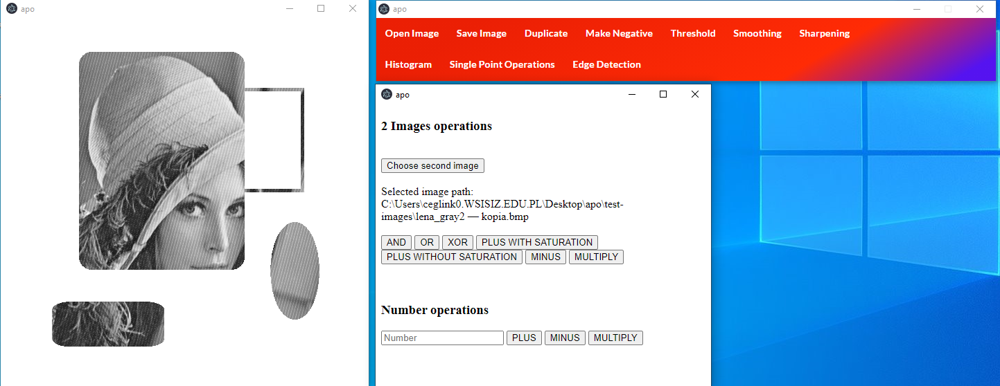 apo
apo
Open Image Save Image Duplicate Make Negative Threshold Smoothing Sharpening
Histogram Single Point Operations Edge Detection
apo
2 Images operations
Choose second image
Selected image path:
C:\Users\ceglink0.WSISIZ.EDU.PL\Desktop\apo\test-
images\lena_gray2 — kopia.bmp
AND OR XOR PLUS WITH SATURATION
PLUS WITHOUT SATURATION MINUS MULTIPLY
Number operations
Number PLUS MINUS MULTIPLY